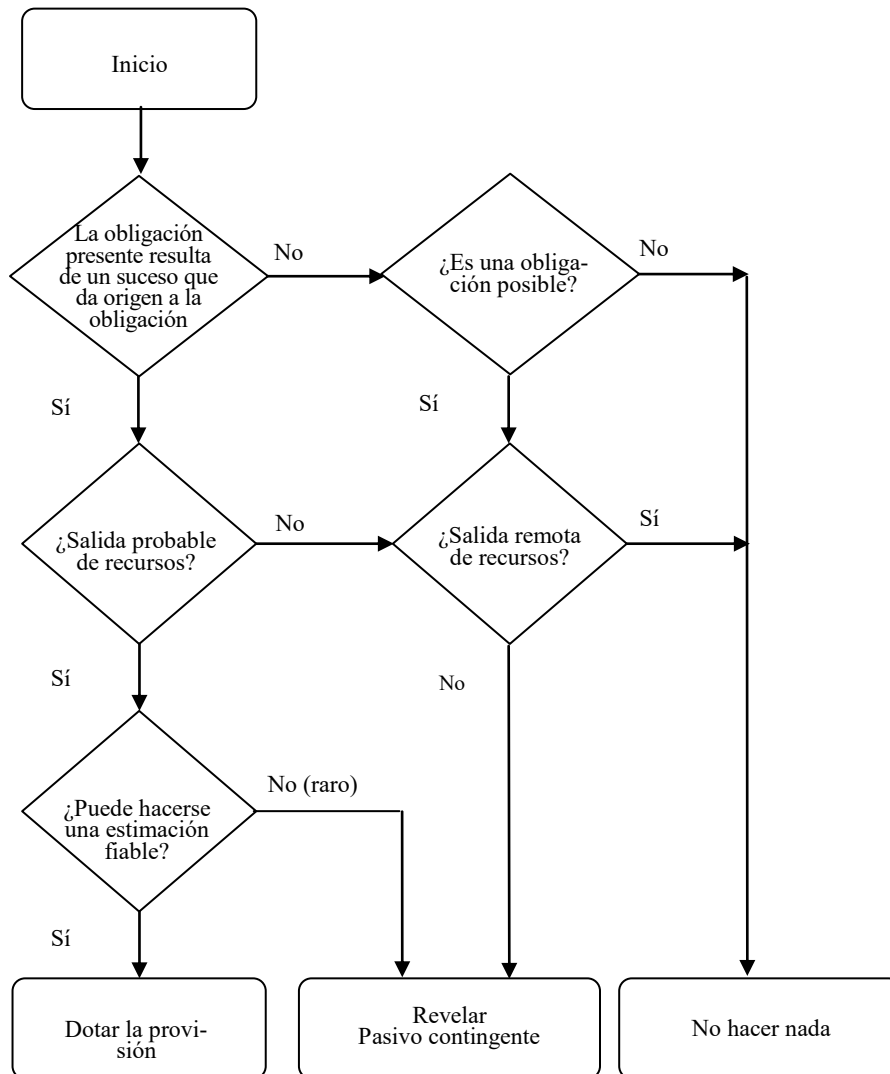 Inicio
La obligación
presente resulta
de un suceso que
da origen a la
obligación
No
¿Es una obliga-
ción posible?
No
Sí
Sí
¿Salida probable
de recursos?
No
¿Salida remota
de recursos?
Sí
Sí
No
¿Puede hacerse
una estimación
fiable?
No (raro)
Sí
Dotar la provi-
sión
Revelar
Pasivo contingente
No hacer nada